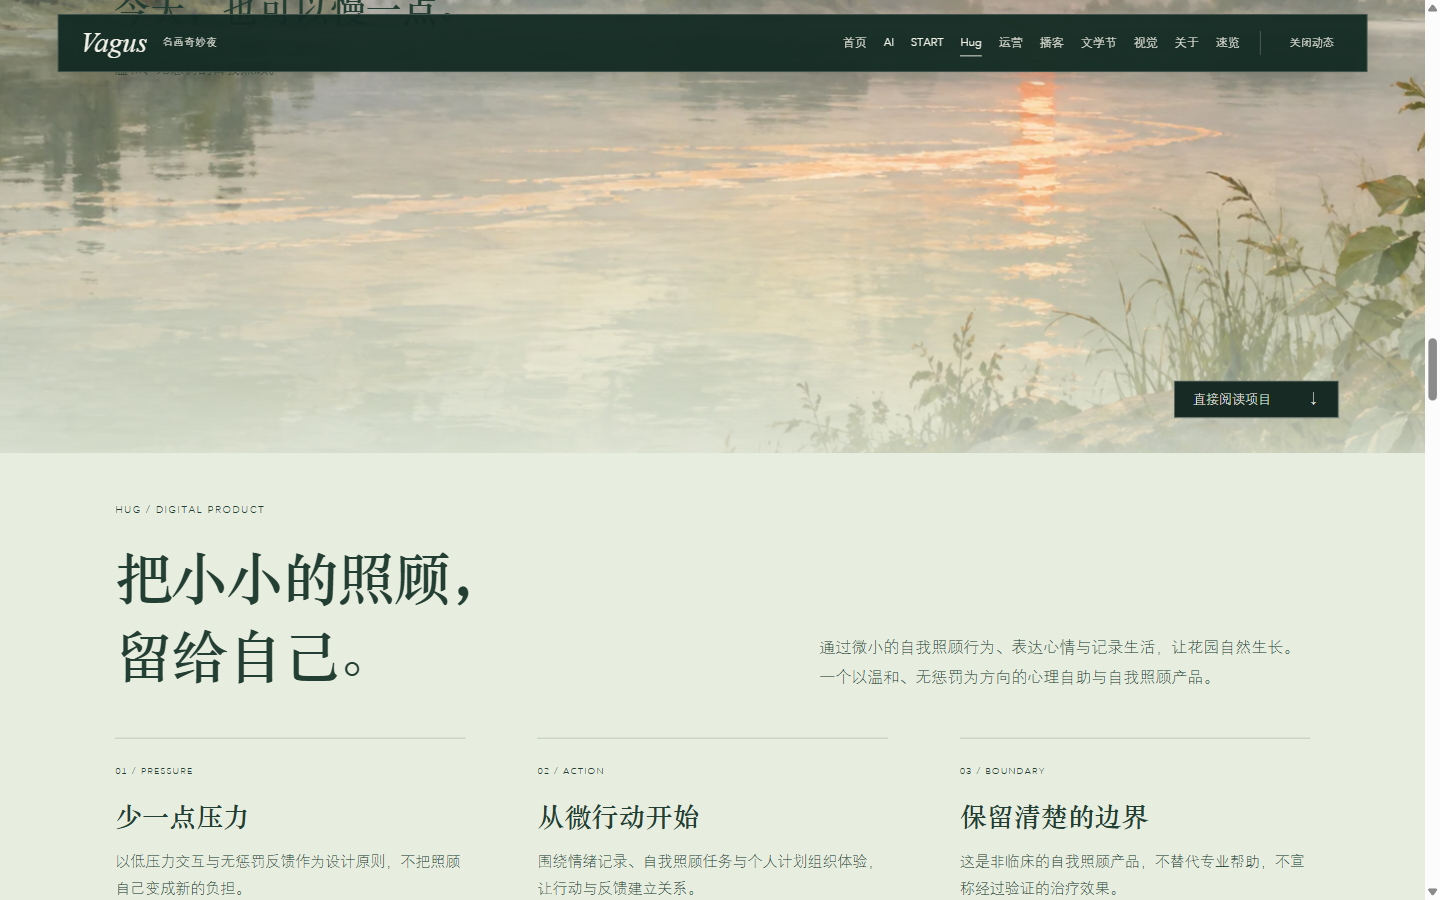 今天，也可以慢一点。
Vagus 名画奇妙夜 首页 AI START Hug 运营 播客 文学节 视觉 关于 速览 关闭动态
直接阅读项目 ↓
HUG / DIGITAL PRODUCT
把小小的照顾，
留给自己。
通过微小的自我照顾行为、表达心情与记录生活，让花园自然生长。
一个以温和、无惩罚为方向的心理自助与自我照顾产品。
01 / PRESSURE
少一点压力
以低压力交互与无惩罚反馈作为设计原则，不把照顾
自己变成新的负担。
02 / ACTION
从微行动开始
围绕情绪记录、自我照顾任务与个人计划组织体验，
让行动与反馈建立关系。
03 / BOUNDARY
保留清楚的边界
这是非临床的自我照顾产品，不替代专业帮助，不宣
称经过验证的治疗效果。